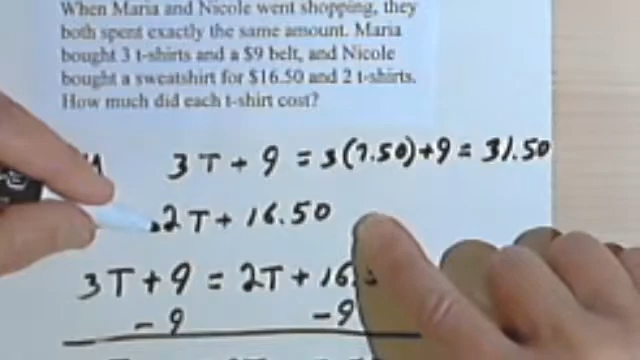 When Maria and Nicole went shopping, they
both spent exactly the same amount. Maria
bought 3 t-shirts and a $9 belt, and Nicole
bought a sweatshirt for $16.50 and 2 t-shirts.
How much did each t-shirt cost?
3T + 9 = 3(7.50)+9 = 31.50
2T + 16.50
3T + 9 = 2T + 16.
- 9 - 9